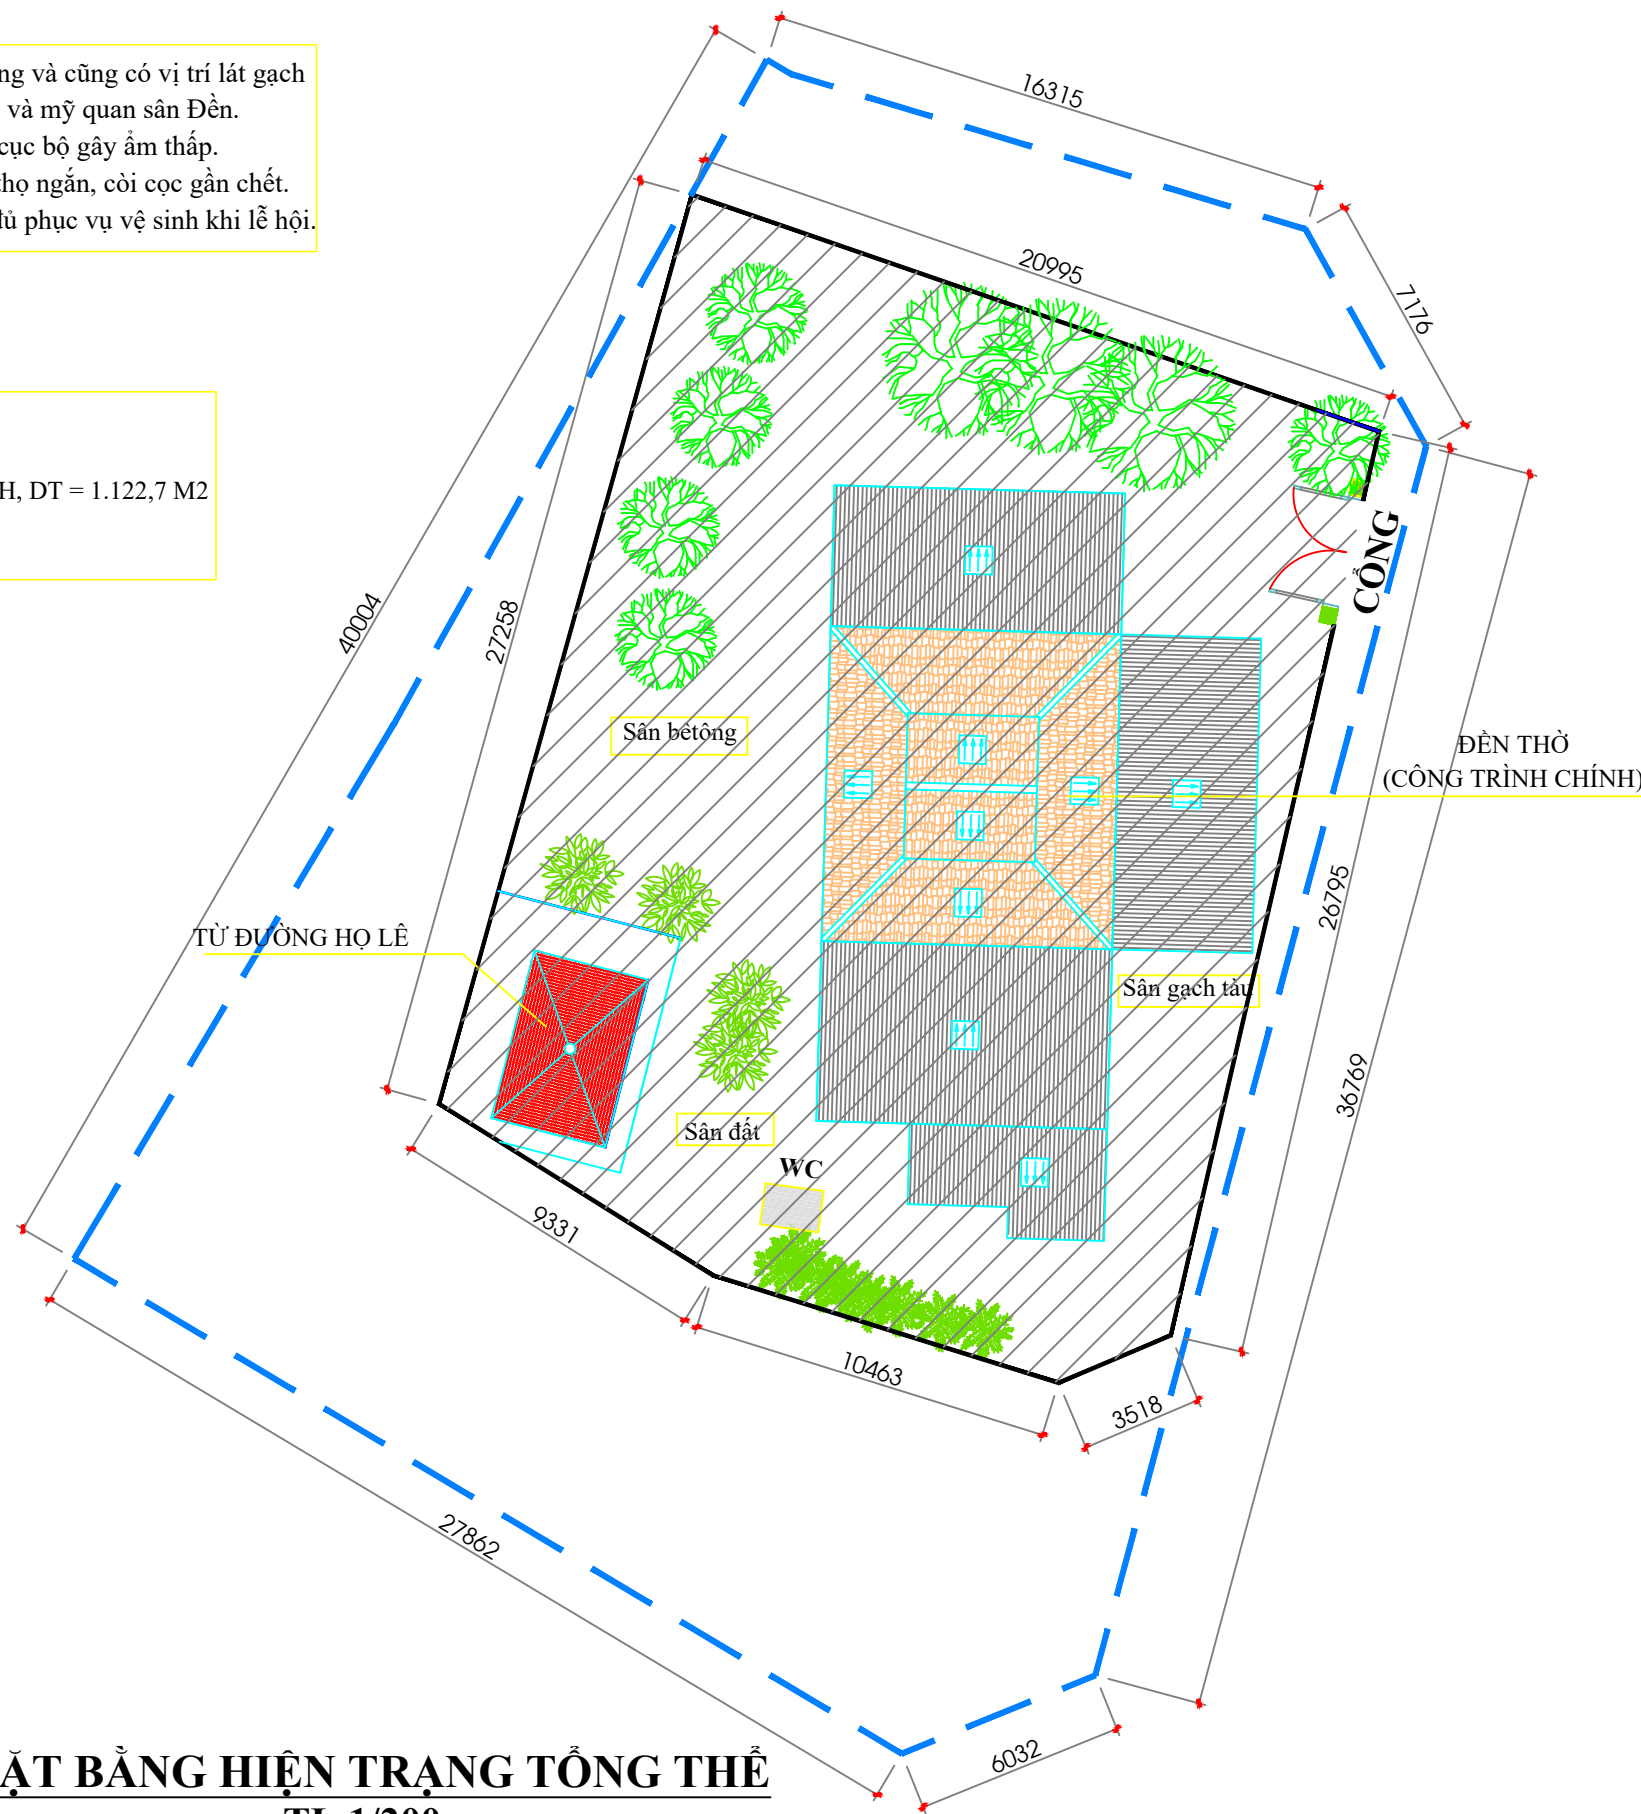 ng và cũng có vị trí lát gạch
và mỹ quan sân Đền.
cục bộ gây ẩm thấp.
thọ ngắn, còi cọc gần chết.
đủ phục vụ vệ sinh khi lễ hội.
H, DT = 1.122,7 M2
16315
20995
7176
40004
27258
CỔNG
Sân bêtông
ĐỀN THỜ
(CÔNG TRÌNH CHÍNH)
26795
TỪ ĐƯỜNG HỌ LÊ
Sân gạch tàu
36769
Sân đất
WC
9331
10463
3518
27862
6032
ẶT BẰNG HIỆN TRẠNG TỔNG THỂ